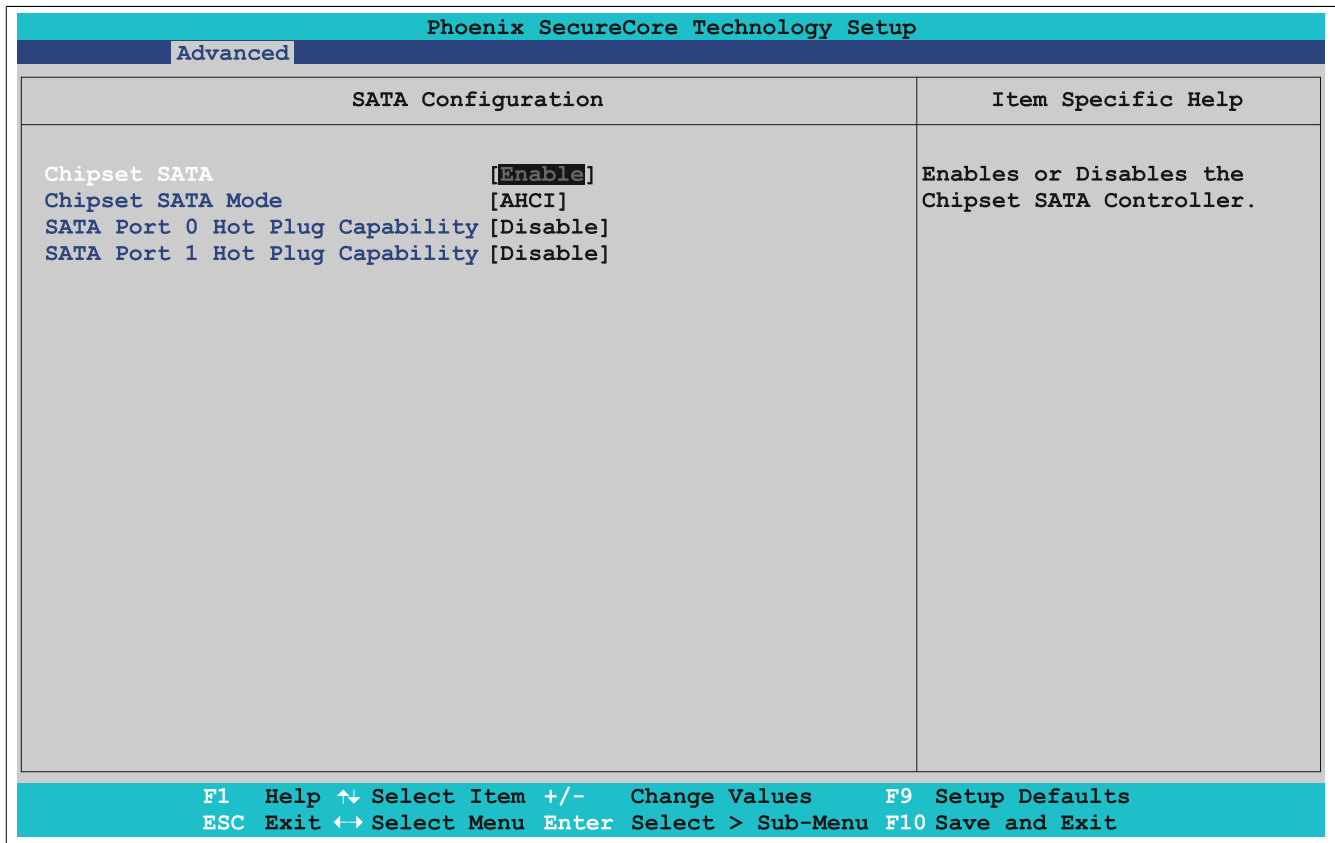 Phoenix SecureCore Technology Setup
Advanced
SATA Configuration
Item Specific Help
Chipset SATA [Enable]
Chipset SATA Mode [AHCI]
SATA Port 0 Hot Plug Capability [Disable]
SATA Port 1 Hot Plug Capability [Disable]
Enables or Disables the
Chipset SATA Controller.
F1 Help ↑↓ Select Item +/- Change Values F9 Setup Defaults
ESC Exit ↔ Select Menu Enter Select > Sub-Menu F10 Save and Exit